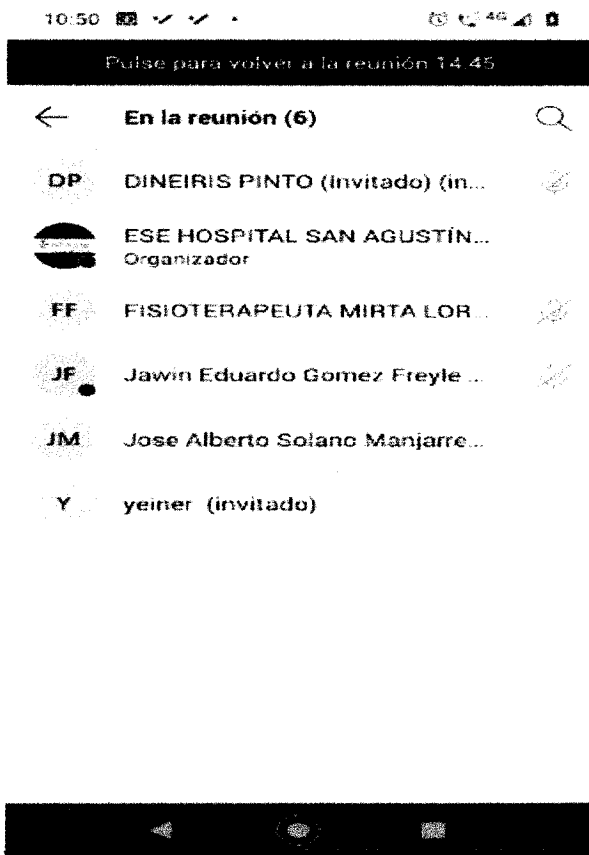 10:50 4G
Pulse para volver a la reunión 14:45
En la reunión (6)
DP DINEIRIS PINTO (invitado) (in...
ESE HOSPITAL SAN AGUSTÍN...
Organizador
FF FISIOTERAPEUTA MIRTA LOR...
JF Jawin Eduardo Gomez Freyle ...
JM Jose Alberto Solano Manjarre...
Y yeiner (invitado)